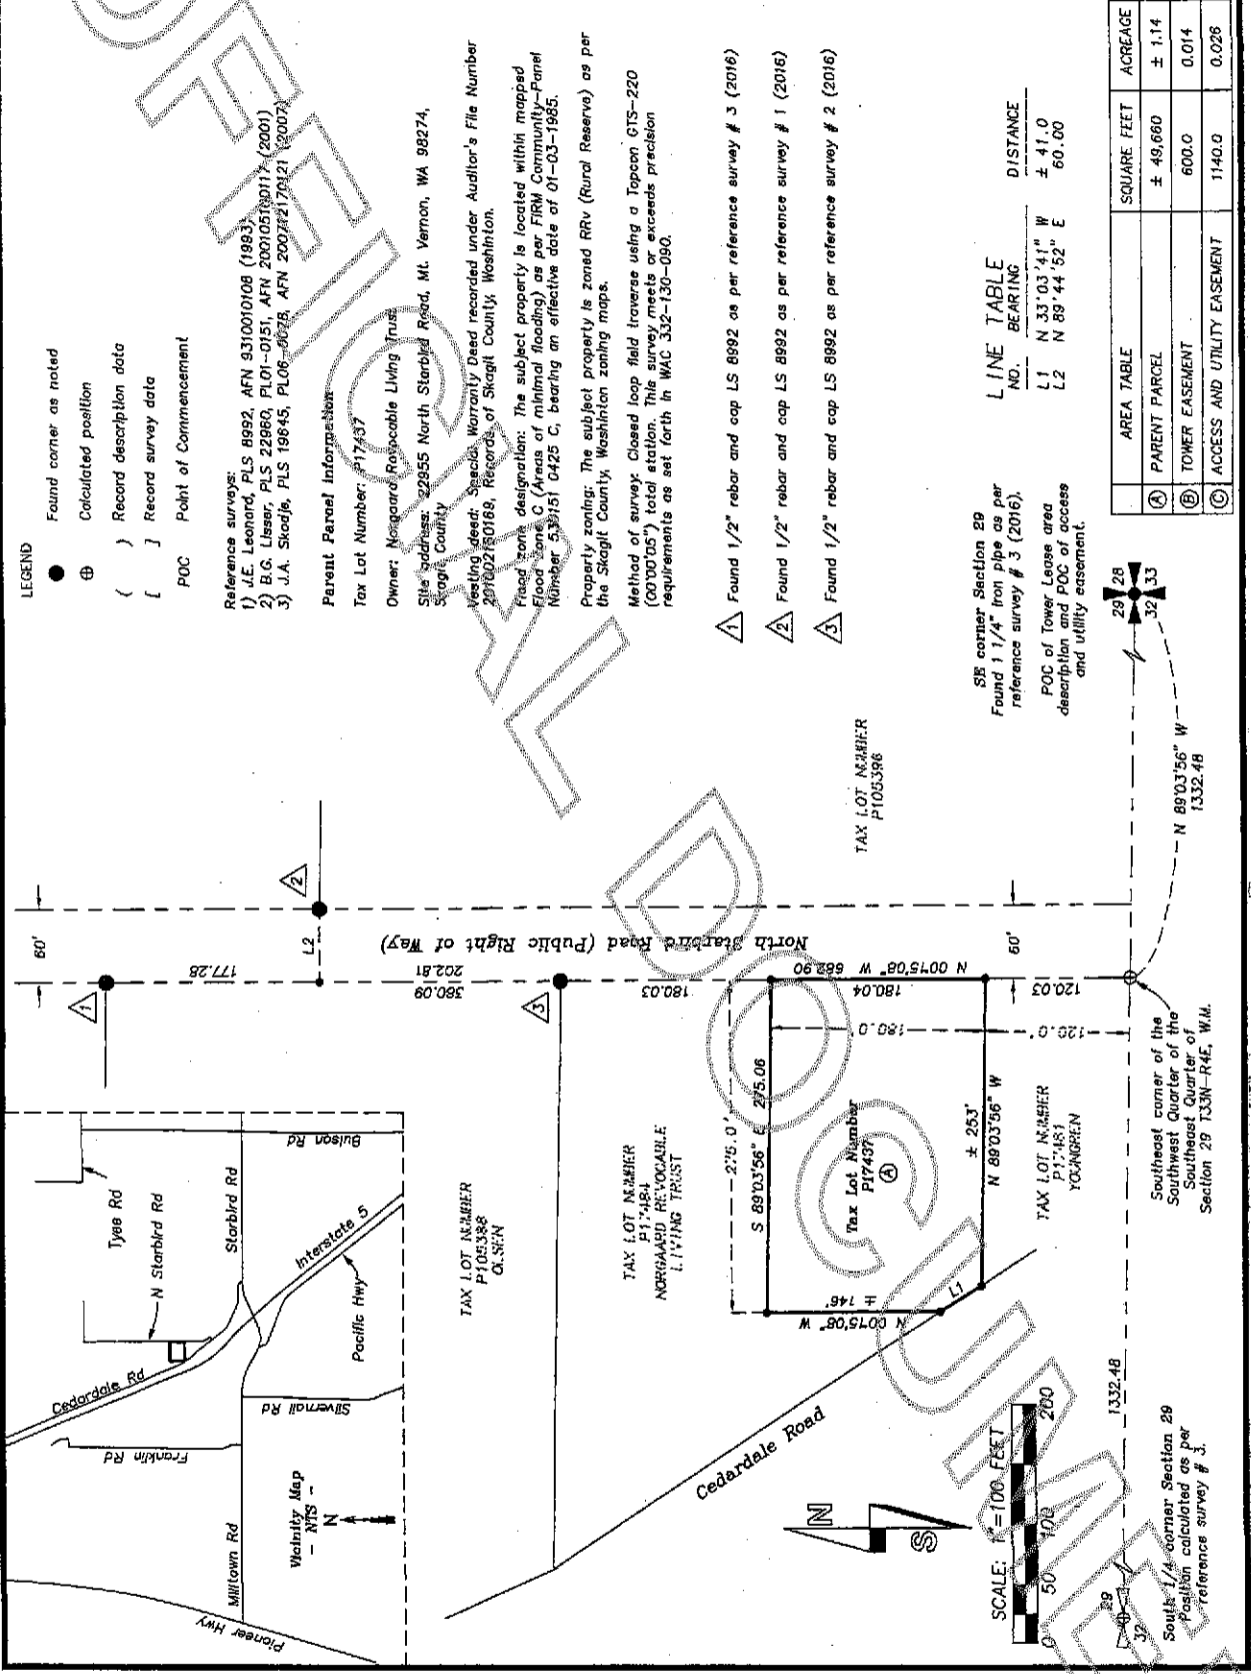 LEGEND
Found corner as noted
Calculated position
( ) Record description data
[ ] Record survey data
POC Point of Commencement
Reference surveys:
1) J.E. Leonard, PLS 8992, AFN 9310010108 (1993)
2) B.G. Lisser, PLS 22960, PL01-0151, AFN 200105100117 (2001)
3) J.A. Skodje, PLS 19645, PL06-0078, AFN 200712170121 (2007)
Parent Parcel Information
Tax Lot Number: P17437
Owner: Norgaard Revocable Living Trust
Site address: 22955 North Starbird Road, Mt. Vernon, WA 98274,
Skagit County
Vesting deed: Special Warranty Deed recorded under Auditor's File Number
201002160169, Records of Skagit County, Washinton.
Flood zone designation: The subject property is located within mapped
Flood Zone C (Areas of minimal flooding) as per FIRM Community-Panel
Number 530151 0425 C, bearing an effective date of 01-03-1985.
Property zoning: The subject property is zoned RRv (Rural Reserve) as per
the Skagit County, Washinton zoning maps.
Method of survey: Closed loop field traverse using a Topcon GTS-220
(00°00'05") total station. This survey meets or exceeds precision
requirements as set forth in WAC 332-130-090.
1 Found 1/2" rebar and cap LS 8992 as per reference survey # 3 (2016)
2 Found 1/2" rebar and cap LS 8992 as per reference survey # 1 (2016)
3 Found 1/2" rebar and cap LS 8992 as per reference survey # 2 (2016)
LINE TABLE
NO. BEARING DISTANCE
L1 N 33°03'41" W ± 41.0
L2 N 89°44'52" E 60.00
AREA TABLE SQUARE FEET ACREAGE
A PARENT PARCEL ± 49,660 ± 1.14
B TOWER EASEMENT 600.0 0.014
C ACCESS AND UTILITY EASEMENT 1140.0 0.026
SE corner Section 29
Found 1 1/4" iron pipe as per
reference survey # 3 (2016).
POC of Tower Lease area
description and POC of access
and utility easement.
29 28
32 33
N 89°03'56" W
1332.48
TAX LOT NUMBER
P105396
60'
1
2
177.28
L2
North Starbird Road (Public Right of Way)
202.81
380.09
3
180.03
N 00°15'08" W 682.90
180.04
180.0'
60'
120.03
120.0'
275.0'
S 89°03'56" E 275.06
Tax Lot Number
P17437
A
± 253'
N 89°03'56" W
N 00°15'08" W
± 146'
L1
TAX LOT NUMBER
P17481
YOUNGREN
TAX LOT NUMBER
P17484
NORGAARD REVOCABLE
LIVING TRUST
TAX LOT NUMBER
P105388
OLSEN
Southeast corner of the
Southwest Quarter of the
Southeast Quarter of
Section 29 T33N-R4E, W.M.
Tyee Rd
Bulson Rd
N Starbird Rd
Starbird Rd
Interstate 5
Pacific Hwy
Cedardale Rd
Silvernail Rd
Franklin Rd
Milltown Rd
Pioneer Hwy
Vicinity Map
- NTS -
N
Cedardale Road
N
S
SCALE: 1"=100 FEET
0 50 100 200
1332.48
29
32
South 1/4 corner Section 29
Position calculated as per
reference survey # 3.